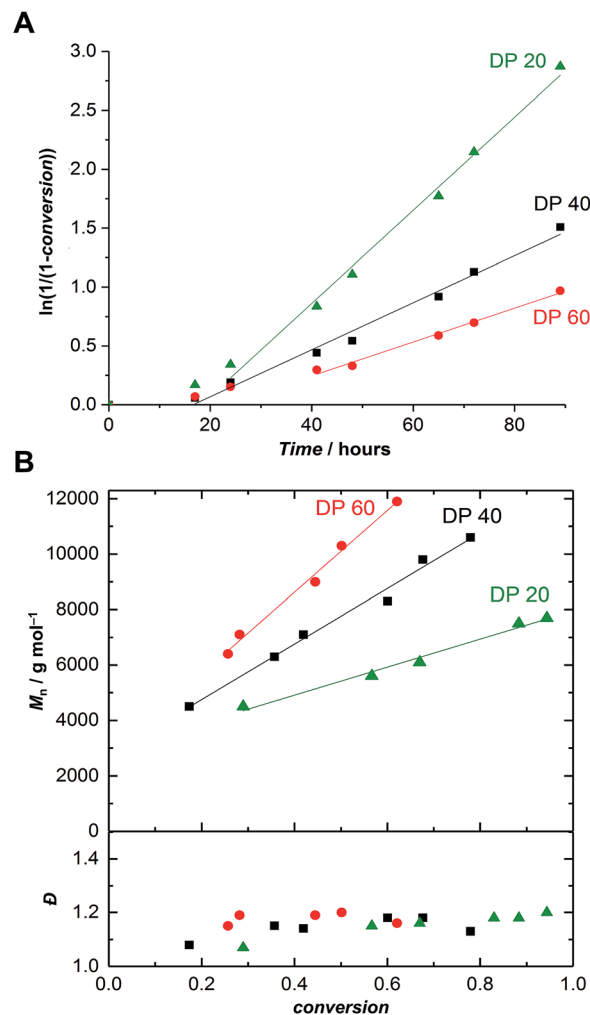 A
3.0
2.5
2.0
1.5
1.0
0.5
0.0
ln(1/(1-conversion))
DP 20
DP 40
DP 60
0 20 40 60 80
Time / hours
B
12000
10000
8000
6000
4000
2000
0
Mn / g mol–1
DP 60
DP 40
DP 20
1.4
1.2
1.0
Đ
0.0 0.2 0.4 0.6 0.8 1.0
conversion